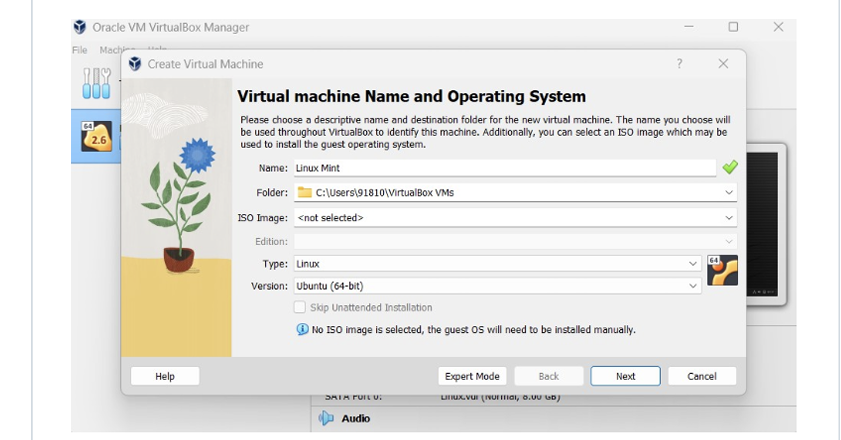 Oracle VM VirtualBox Manager
File Machine Help
Create Virtual Machine
?
64
2.6
Virtual machine Name and Operating System
Please choose a descriptive name and destination folder for the new virtual machine. The name you choose will
be used throughout VirtualBox to identify this machine. Additionally, you can select an ISO image which may be
used to install the guest operating system.
Name: Linux Mint
Folder: C:\Users\91810\VirtualBox VMs
ISO Image: <not selected>
Edition:
Type: Linux
64
Version: Ubuntu (64-bit)
Skip Unattended Installation
No ISO image is selected, the guest OS will need to be installed manually.
Help
Expert Mode
Back
Next
Cancel
SATA Port 0: Linux.vdi (Normal, 8.00 GB)
Audio